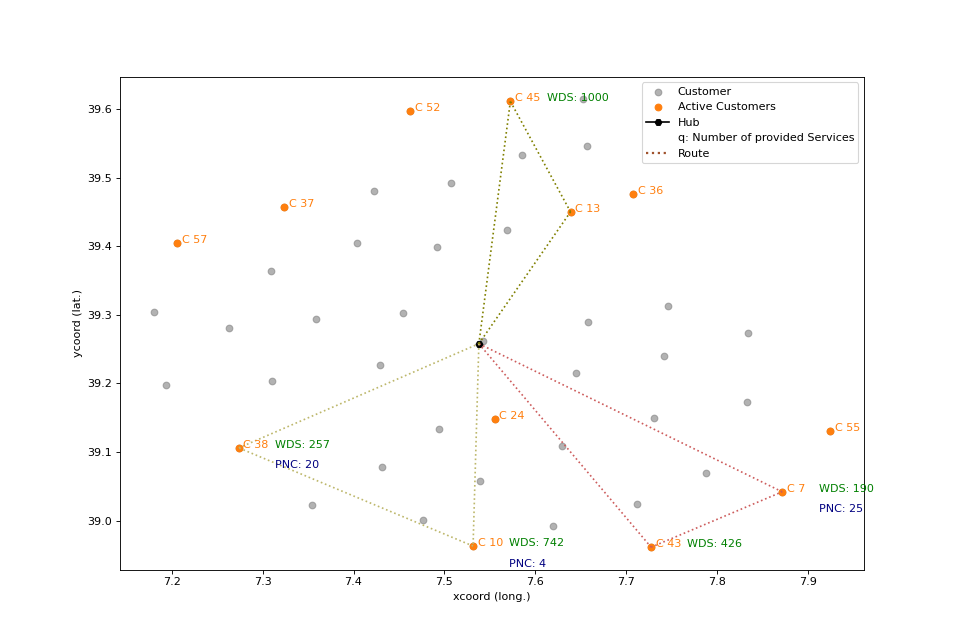 39.6
39.5
39.4
39.3
39.2
39.1
39.0
ycoord (lat.)
7.2
7.3
7.4
7.5
7.6
7.7
7.8
7.9
xcoord (long.)
Customer
Active Customers
Hub
q: Number of provided Services
Route
C 45 WDS: 1000
C 52
C 36
C 37
C 13
C 57
C 24
C 55
C 38 WDS: 257
PNC: 20
C 7 WDS: 190
PNC: 25
C 10 WDS: 742
PNC: 4
C 43 WDS: 426